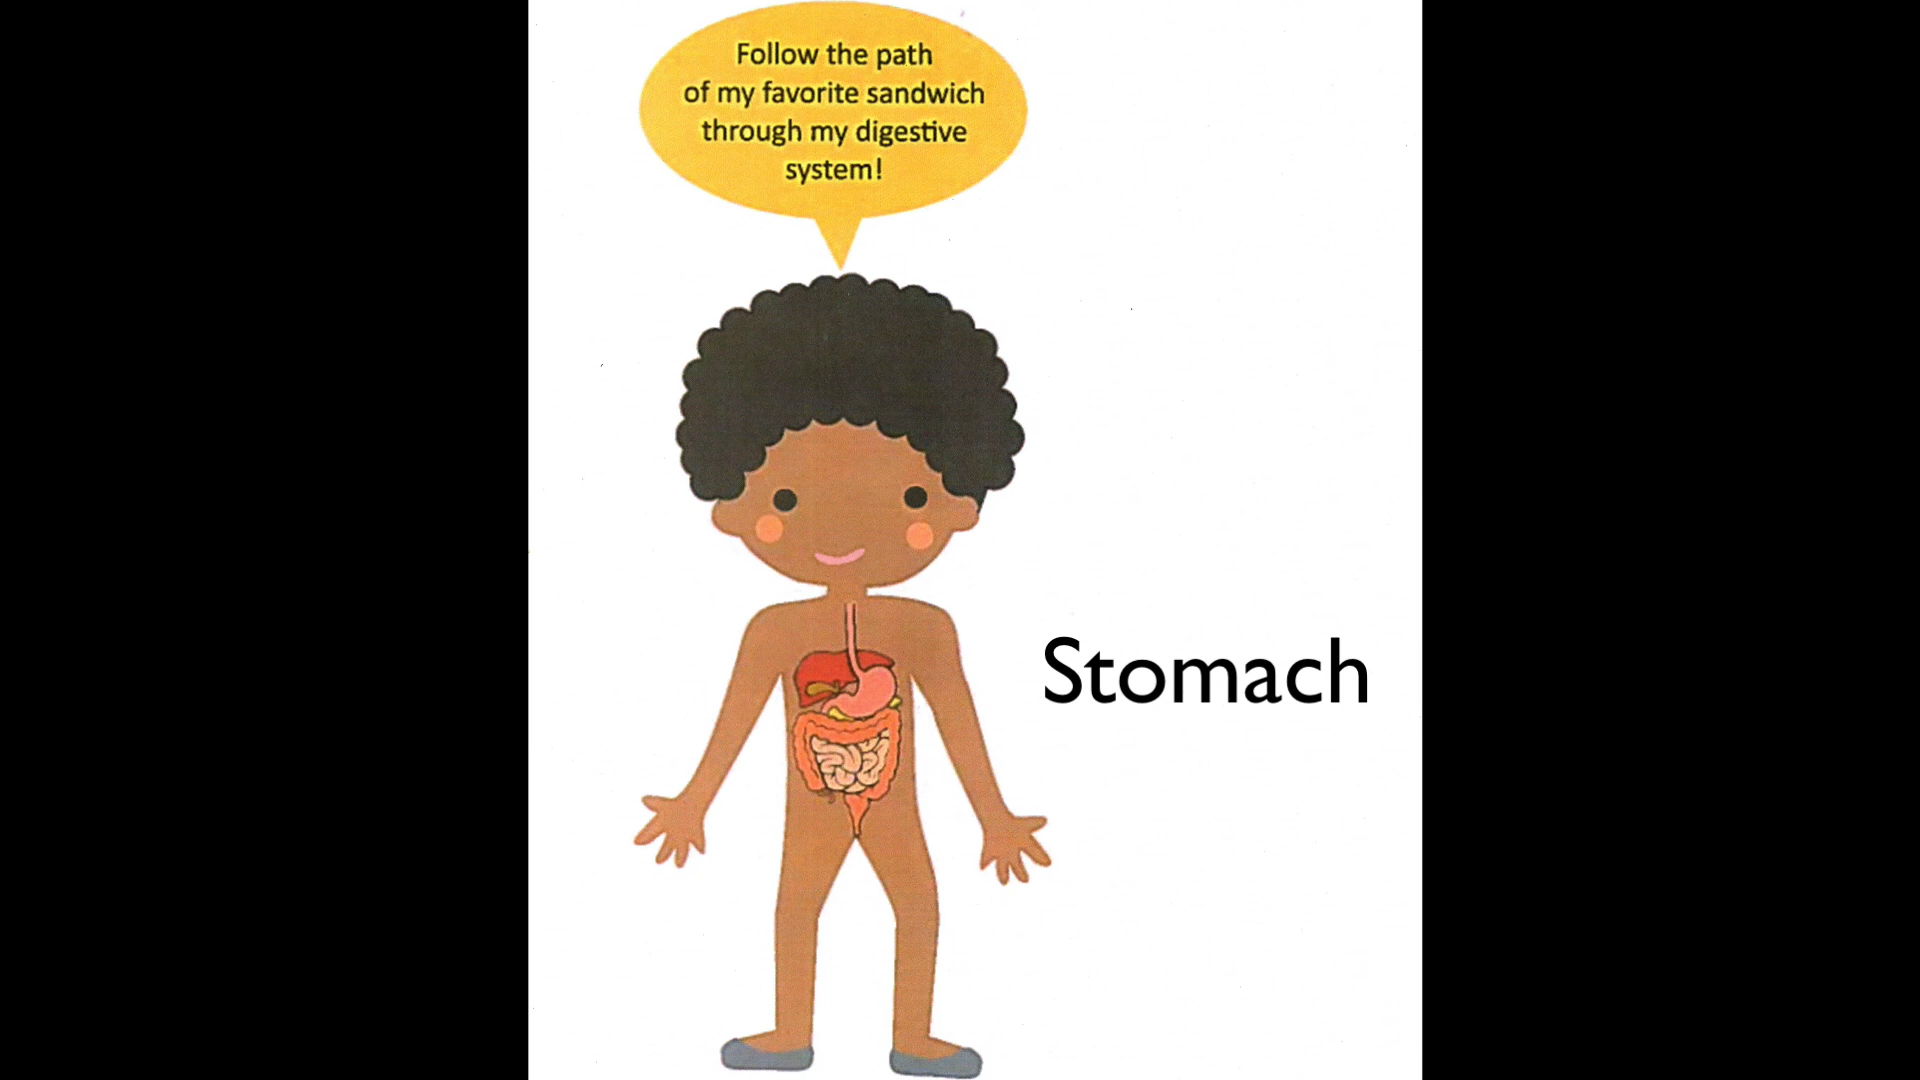 Follow the path
of my favorite sandwich
through my digestive
system!
Stomach